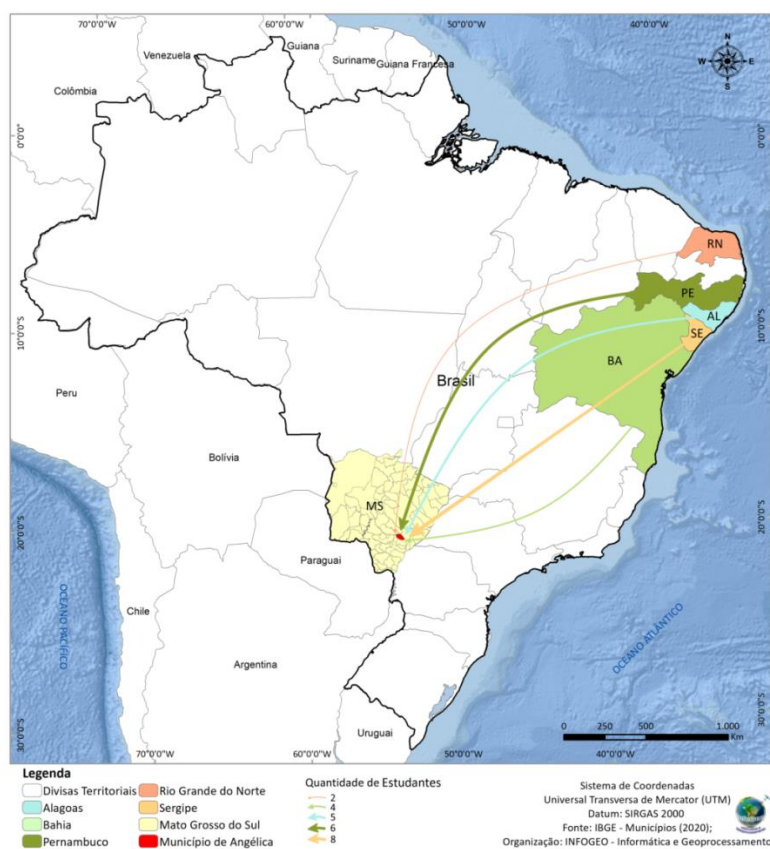 70°0'0"W
60°0'0"W
50°0'0"W
40°0'0"W
N
W
E
S
Venezuela
Guiana
Suriname
Guiana Francesa
Colômbia
0°0'0"
0°0'0"
RN
PE
AL
SE
10°0'0"S
10°0'0"S
BA
Brasil
Peru
Bolívia
MS
20°0'0"S
20°0'0"S
Paraguai
OCEANO PACÍFICO
Chile
OCEANO ATLÂNTICO
Argentina
Uruguai
30°0'0"S
30°0'0"S
0 250 500 1.000
Km
70°0'0"W
60°0'0"W
50°0'0"W
40°0'0"W
Legenda
Divisas Territoriais
Alagoas
Bahia
Pernambuco
Rio Grande do Norte
Sergipe
Mato Grosso do Sul
Município de Angélica
Quantidade de Estudantes
2
4
5
6
8
Sistema de Coordenadas
Universal Transversa de Mercator (UTM)
Datum: SIRGAS 2000
Fonte: IBGE - Municípios (2020);
Organização: INFOGEO - Informática e Geoprocessamento